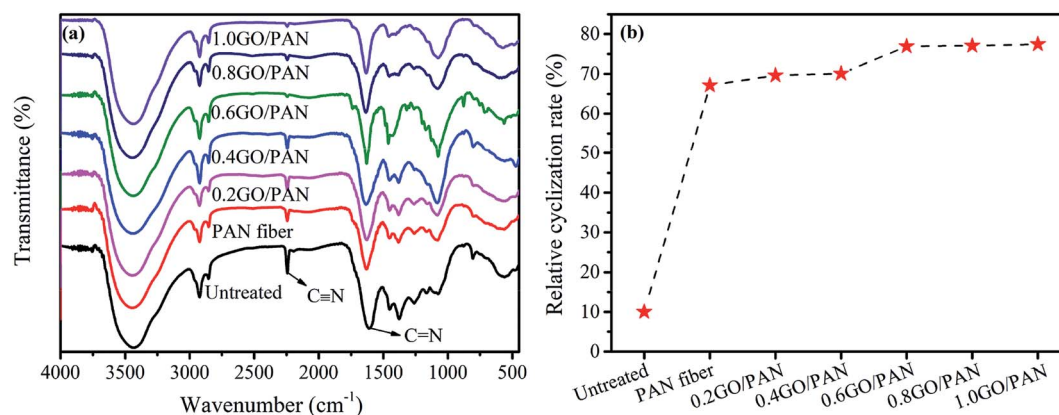 (a)
1.0GO/PAN
0.8GO/PAN
0.6GO/PAN
0.4GO/PAN
0.2GO/PAN
PAN fiber
Untreated
C≡N
C=N
Transmittance (%)
4000 3500 3000 2500 2000 1500 1000 500
Wavenumber (cm⁻¹)
(b)
Relative cyclization rate (%)
80
70
60
50
40
30
20
10
0
Untreated
PAN fiber
0.2GO/PAN
0.4GO/PAN
0.6GO/PAN
0.8GO/PAN
1.0GO/PAN